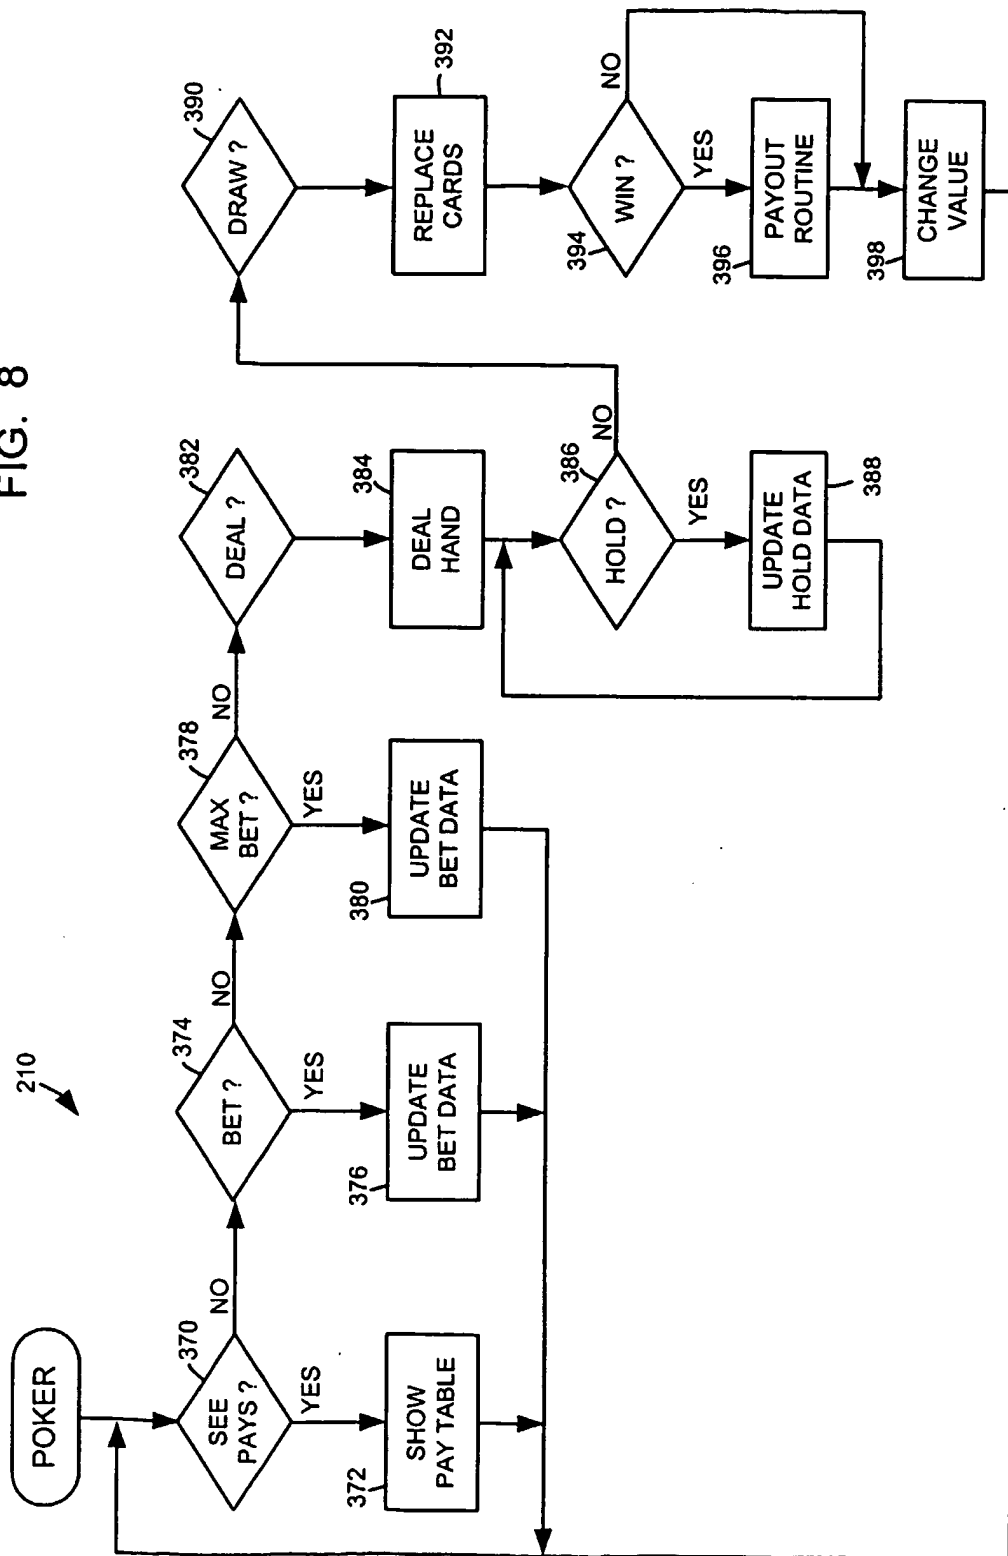 FIG. 8
210
POKER
370
SEE
PAYS ?
NO
YES
372
SHOW
PAY TABLE
374
BET ?
NO
YES
376
UPDATE
BET DATA
378
MAX
BET ?
NO
YES
380
UPDATE
BET DATA
382
DEAL ?
384
DEAL
HAND
386
HOLD ?
NO
YES
388
UPDATE
HOLD DATA
390
DRAW ?
392
REPLACE
CARDS
394
WIN ?
NO
YES
396
PAYOUT
ROUTINE
398
CHANGE
VALUE